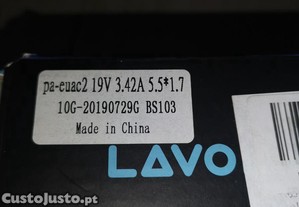 pa-euac2 19V 3.42A 5.5*1.7
10G-20190729G BS103
Made in China
LAVO
CustoJusto.pt